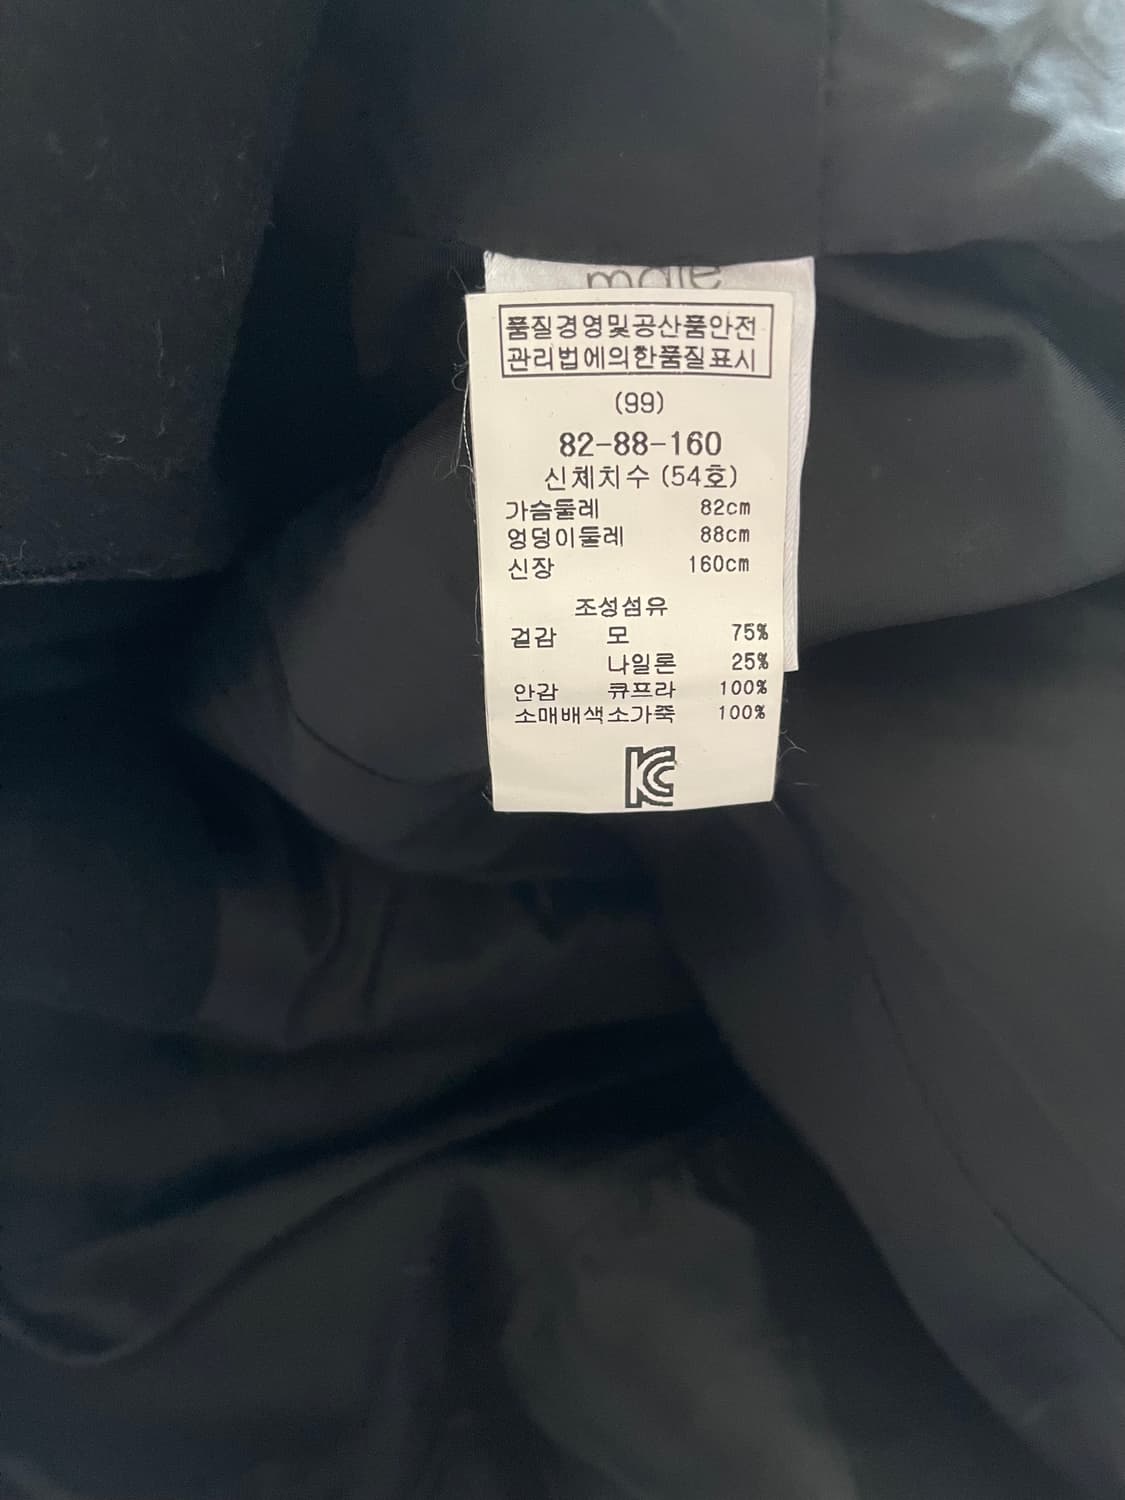 품질경영및공산품안전
관리법에의한품질표시
(99)
82-88-160
신체치수 (54호)
가슴둘레 82cm
엉덩이둘레 88cm
신장 160cm
조성섬유
겉감 모 75%
나일론 25%
안감 큐프라 100%
소매배색소가죽 100%
KC